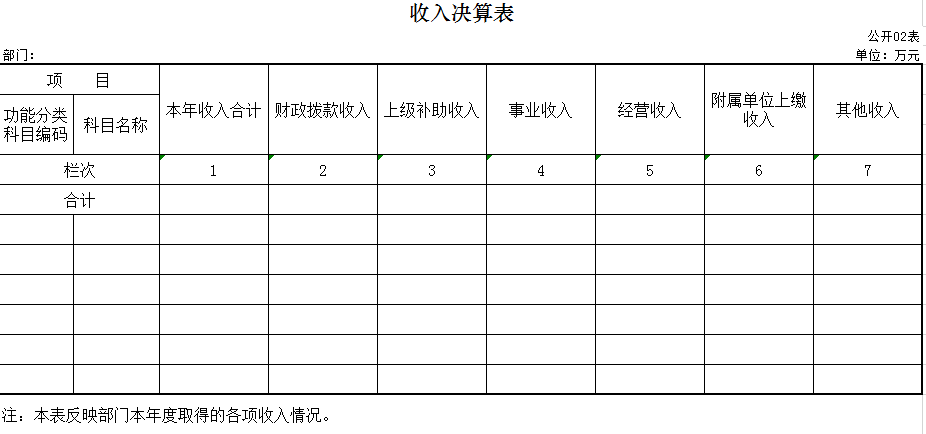 收入决算表
公开02表
部门：
单位：万元
项 目
本年收入合计
财政拨款收入
上级补助收入
事业收入
经营收入
附属单位上缴
收入
其他收入
功能分类
科目编码
科目名称
栏次
1
2
3
4
5
6
7
合计
注：本表反映部门本年度取得的各项收入情况。